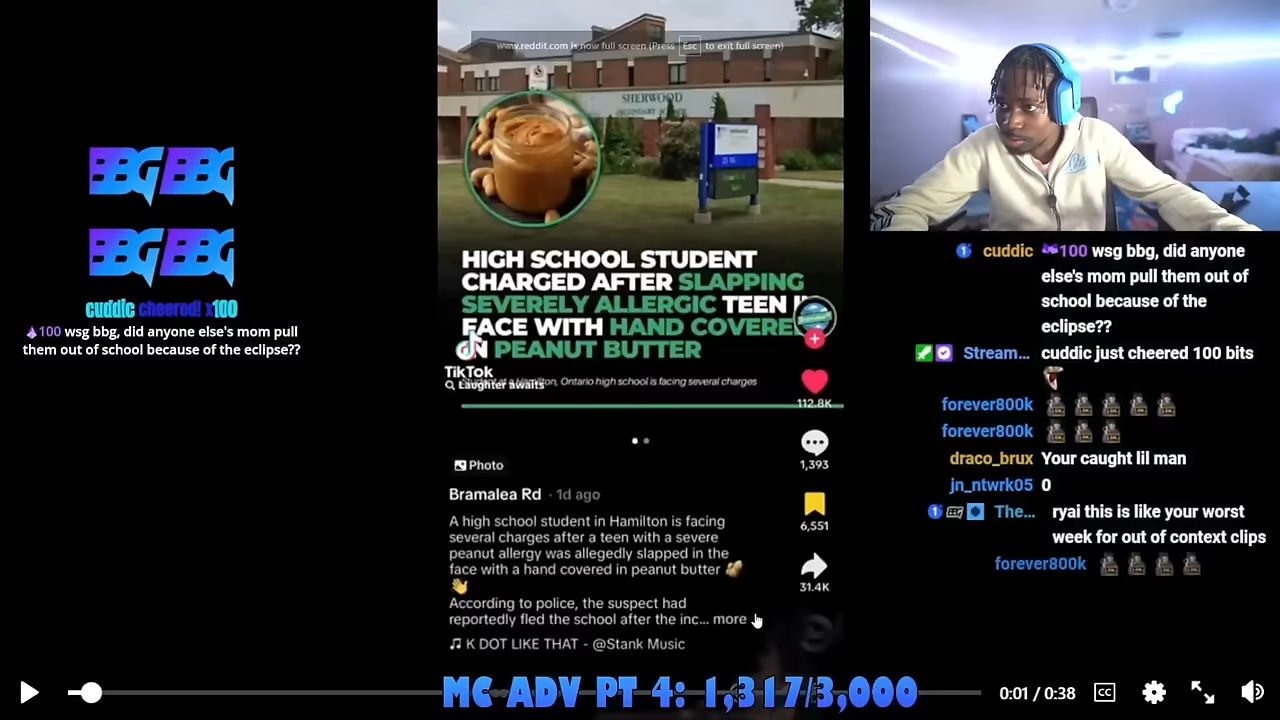 www.reddit.com is now full screen (Press Esc to exit full screen)
SHERWOOD
SECONDARY SCHOOL
HIGH SCHOOL STUDENT
CHARGED AFTER SLAPPING
SEVERELY ALLERGIC TEEN I
FACE WITH HAND COVERE
N PEANUT BUTTER
Student at a Hamilton, Ontario high school is facing several charges
TikTok
Laughter awaits
112.8K
1,393
6,551
31.4K
Photo
Bramalea Rd · 1d ago
A high school student in Hamilton is facing
several charges after a teen with a severe
peanut allergy was allegedly slapped in the
face with a hand covered in peanut butter 🥜
👋
According to police, the suspect had
reportedly fled the school after the inc... more
K DOT LIKE THAT - @Stank Music
BBG BBG
BBG BBG
cuddic cheered! x100
100 wsg bbg, did anyone else's mom pull
them out of school because of the eclipse??
cuddic 100 wsg bbg, did anyone
else's mom pull them out of
school because of the
eclipse??
Stream... cuddic just cheered 100 bits
forever800k
forever800k
draco_brux Your caught lil man
jn_ntwrk05 0
The... ryai this is like your worst
week for out of context clips
forever800k
MC ADV PT 4: 1,317/3,000
0:01 / 0:38
CC